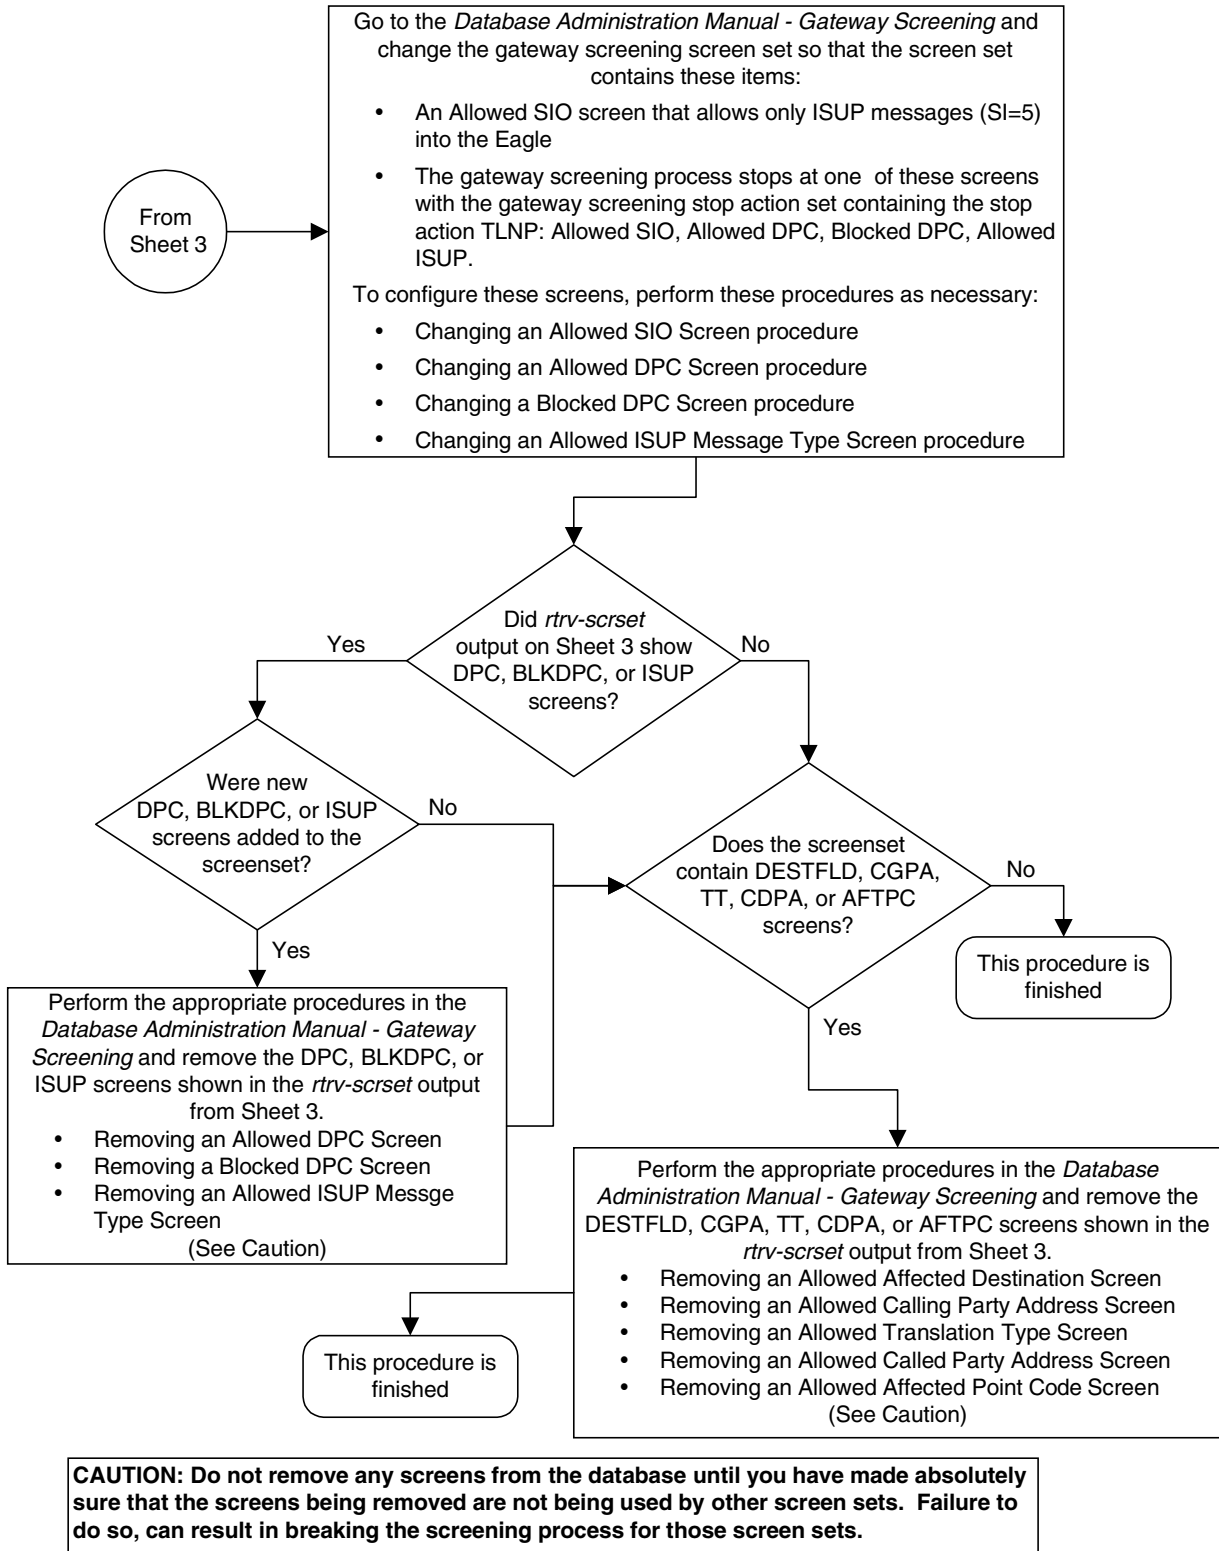 Go to the Database Administration Manual - Gateway Screening and
change the gateway screening screen set so that the screen set
contains these items:
• An Allowed SIO screen that allows only ISUP messages (SI=5)
into the Eagle
• The gateway screening process stops at one of these screens
with the gateway screening stop action set containing the stop
action TLNP: Allowed SIO, Allowed DPC, Blocked DPC, Allowed
ISUP.
To configure these screens, perform these procedures as necessary:
• Changing an Allowed SIO Screen procedure
• Changing an Allowed DPC Screen procedure
• Changing a Blocked DPC Screen procedure
• Changing an Allowed ISUP Message Type Screen procedure
From
Sheet 3
Did rtrv-scrset
output on Sheet 3 show
DPC, BLKDPC, or ISUP
screens?
Yes
No
Were new
DPC, BLKDPC, or ISUP
screens added to the
screenset?
No
Yes
Does the screenset
contain DESTFLD, CGPA,
TT, CDPA, or AFTPC
screens?
No
Yes
This procedure is
finished
Perform the appropriate procedures in the
Database Administration Manual - Gateway
Screening and remove the DPC, BLKDPC, or
ISUP screens shown in the rtrv-scrset output
from Sheet 3.
• Removing an Allowed DPC Screen
• Removing a Blocked DPC Screen
• Removing an Allowed ISUP Messge
Type Screen
(See Caution)
Perform the appropriate procedures in the Database
Administration Manual - Gateway Screening and remove the
DESTFLD, CGPA, TT, CDPA, or AFTPC screens shown in the
rtrv-scrset output from Sheet 3.
• Removing an Allowed Affected Destination Screen
• Removing an Allowed Calling Party Address Screen
• Removing an Allowed Translation Type Screen
• Removing an Allowed Called Party Address Screen
• Removing an Allowed Affected Point Code Screen
(See Caution)
This procedure is
finished
CAUTION: Do not remove any screens from the database until you have made absolutely
sure that the screens being removed are not being used by other screen sets. Failure to
do so, can result in breaking the screening process for those screen sets.